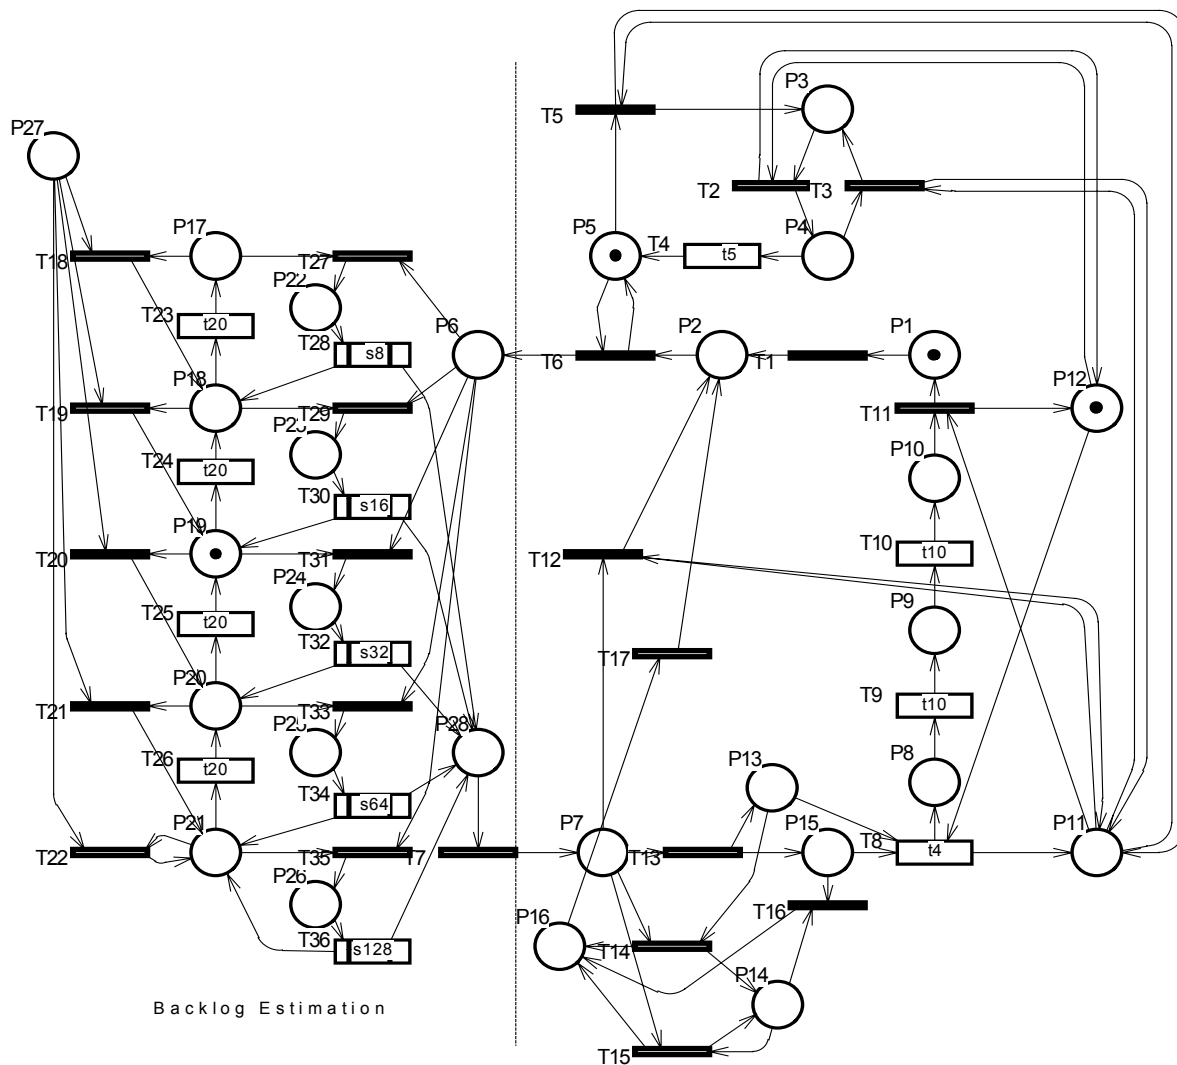 P3
T5
P27
T2
T3
P17
P5
T4
t5
P4
T18
T27
P22
T23
t20
P6
P2
P1
T28
s8
T6
T1
P12
P18
T19
T29
T11
P23
P10
T24
t20
T30
s16
P19
T20
T31
T12
T10
t10
P24
P9
T25
t20
T32
s32
T17
P20
T9
t10
T21
T33
P25
P28
T26
t20
P13
P8
T34
s64
P21
P7
P15
T8
t4
P11
T22
T35
T7
T13
P26
P16
T16
T36
s128
T14
P14
Backlog Estimation
T15